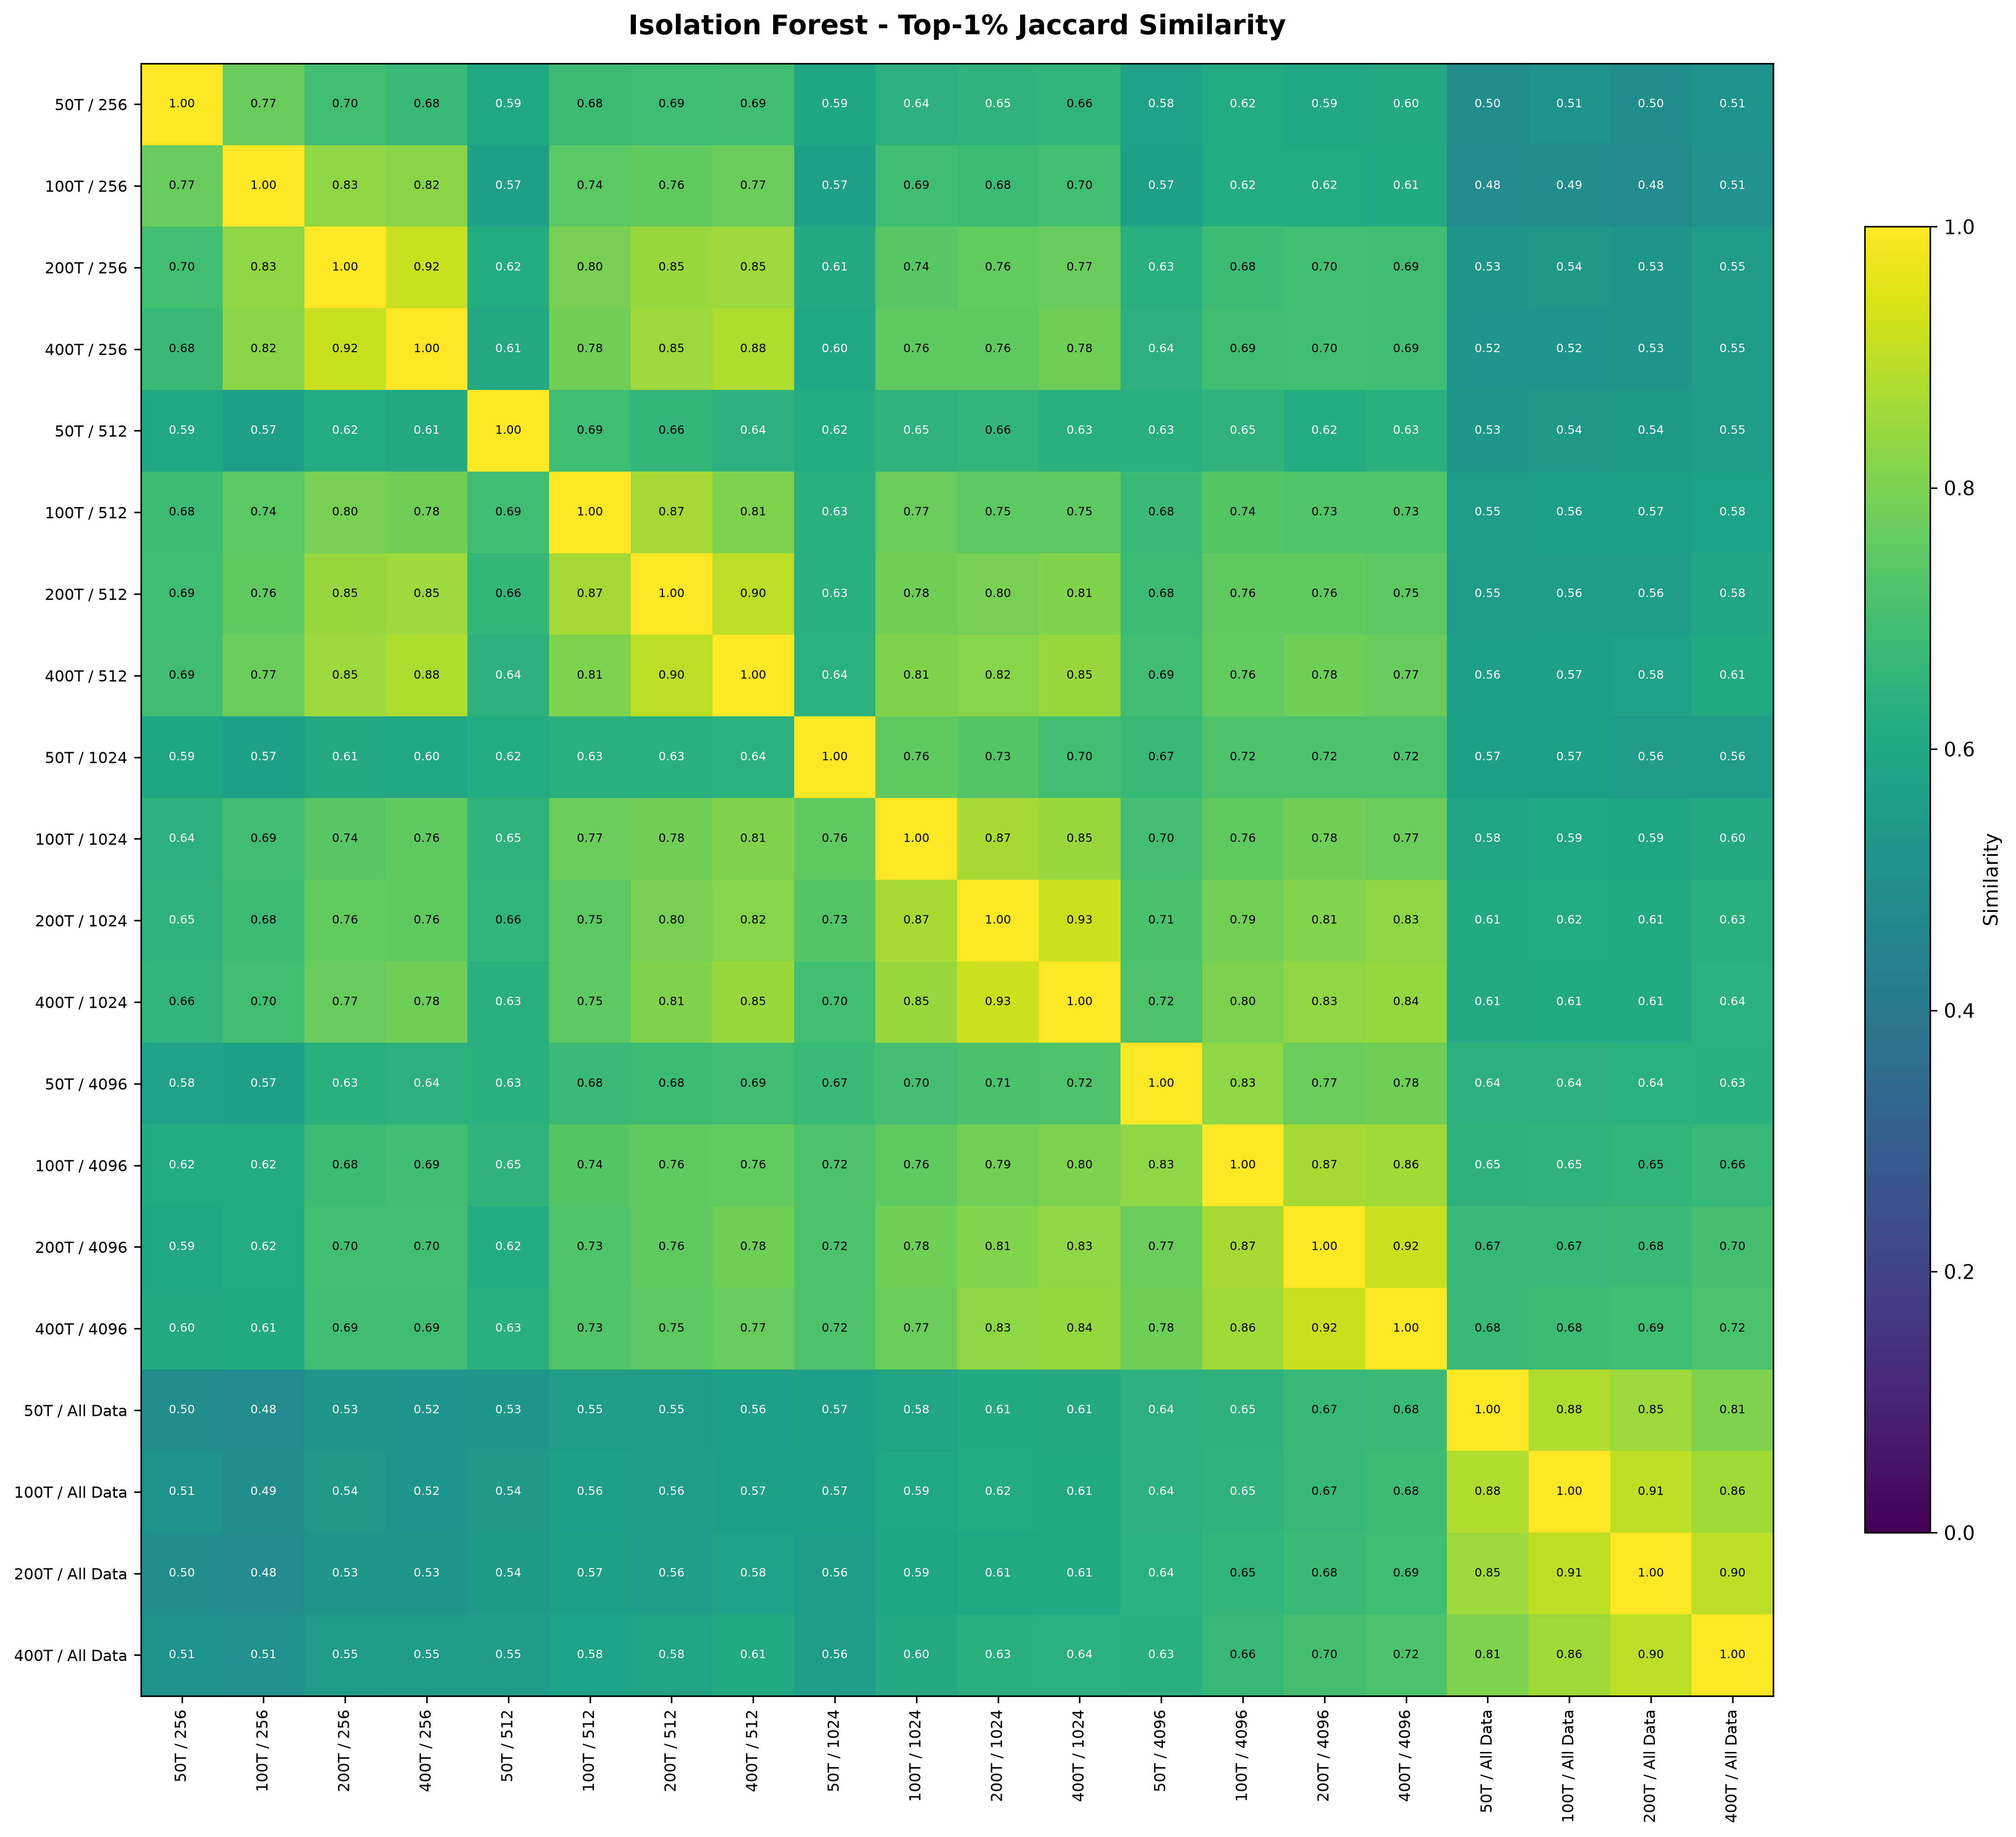 Isolation Forest - Top-1% Jaccard Similarity
50T / 256 1.00 0.77 0.70 0.68 0.59 0.68 0.69 0.69 0.59 0.64 0.65 0.66 0.58 0.62 0.59 0.60 0.50 0.51 0.50 0.51
100T / 256 0.77 1.00 0.83 0.82 0.57 0.74 0.76 0.77 0.57 0.69 0.68 0.70 0.57 0.62 0.62 0.61 0.48 0.49 0.48 0.51
200T / 256 0.70 0.83 1.00 0.92 0.62 0.80 0.85 0.85 0.61 0.74 0.76 0.77 0.63 0.68 0.70 0.69 0.53 0.54 0.53 0.55
400T / 256 0.68 0.82 0.92 1.00 0.61 0.78 0.85 0.88 0.60 0.76 0.76 0.78 0.64 0.69 0.70 0.69 0.52 0.52 0.53 0.55
50T / 512 0.59 0.57 0.62 0.61 1.00 0.69 0.66 0.64 0.62 0.65 0.66 0.63 0.63 0.65 0.62 0.63 0.53 0.54 0.54 0.55
100T / 512 0.68 0.74 0.80 0.78 0.69 1.00 0.87 0.81 0.63 0.77 0.75 0.75 0.68 0.74 0.73 0.73 0.55 0.56 0.57 0.58
200T / 512 0.69 0.76 0.85 0.85 0.66 0.87 1.00 0.90 0.63 0.78 0.80 0.81 0.68 0.76 0.76 0.75 0.55 0.56 0.56 0.58
400T / 512 0.69 0.77 0.85 0.88 0.64 0.81 0.90 1.00 0.64 0.81 0.82 0.85 0.69 0.76 0.78 0.77 0.56 0.57 0.58 0.61
50T / 1024 0.59 0.57 0.61 0.60 0.62 0.63 0.63 0.64 1.00 0.76 0.73 0.70 0.67 0.72 0.72 0.72 0.57 0.57 0.56 0.56
100T / 1024 0.64 0.69 0.74 0.76 0.65 0.77 0.78 0.81 0.76 1.00 0.87 0.85 0.70 0.76 0.78 0.77 0.58 0.59 0.59 0.60
200T / 1024 0.65 0.68 0.76 0.76 0.66 0.75 0.80 0.82 0.73 0.87 1.00 0.93 0.71 0.79 0.81 0.83 0.61 0.62 0.61 0.63
400T / 1024 0.66 0.70 0.77 0.78 0.63 0.75 0.81 0.85 0.70 0.85 0.93 1.00 0.72 0.80 0.83 0.84 0.61 0.61 0.61 0.64
50T / 4096 0.58 0.57 0.63 0.64 0.63 0.68 0.68 0.69 0.67 0.70 0.71 0.72 1.00 0.83 0.77 0.78 0.64 0.64 0.64 0.63
100T / 4096 0.62 0.62 0.68 0.69 0.65 0.74 0.76 0.76 0.72 0.76 0.79 0.80 0.83 1.00 0.87 0.86 0.65 0.65 0.65 0.66
200T / 4096 0.59 0.62 0.70 0.70 0.62 0.73 0.76 0.78 0.72 0.78 0.81 0.83 0.77 0.87 1.00 0.92 0.67 0.67 0.68 0.70
400T / 4096 0.60 0.61 0.69 0.69 0.63 0.73 0.75 0.77 0.72 0.77 0.83 0.84 0.78 0.86 0.92 1.00 0.68 0.68 0.69 0.72
50T / All Data 0.50 0.48 0.53 0.52 0.53 0.55 0.55 0.56 0.57 0.58 0.61 0.61 0.64 0.65 0.67 0.68 1.00 0.88 0.85 0.81
100T / All Data 0.51 0.49 0.54 0.52 0.54 0.56 0.56 0.57 0.57 0.59 0.62 0.61 0.64 0.65 0.67 0.68 0.88 1.00 0.91 0.86
200T / All Data 0.50 0.48 0.53 0.53 0.54 0.57 0.56 0.58 0.56 0.59 0.61 0.61 0.64 0.65 0.68 0.69 0.85 0.91 1.00 0.90
400T / All Data 0.51 0.51 0.55 0.55 0.55 0.58 0.58 0.61 0.56 0.60 0.63 0.64 0.63 0.66 0.70 0.72 0.81 0.86 0.90 1.00
50T / 256
100T / 256
200T / 256
400T / 256
50T / 512
100T / 512
200T / 512
400T / 512
50T / 1024
100T / 1024
200T / 1024
400T / 1024
50T / 4096
100T / 4096
200T / 4096
400T / 4096
50T / All Data
100T / All Data
200T / All Data
400T / All Data
1.0
0.8
0.6
0.4
0.2
0.0
Similarity